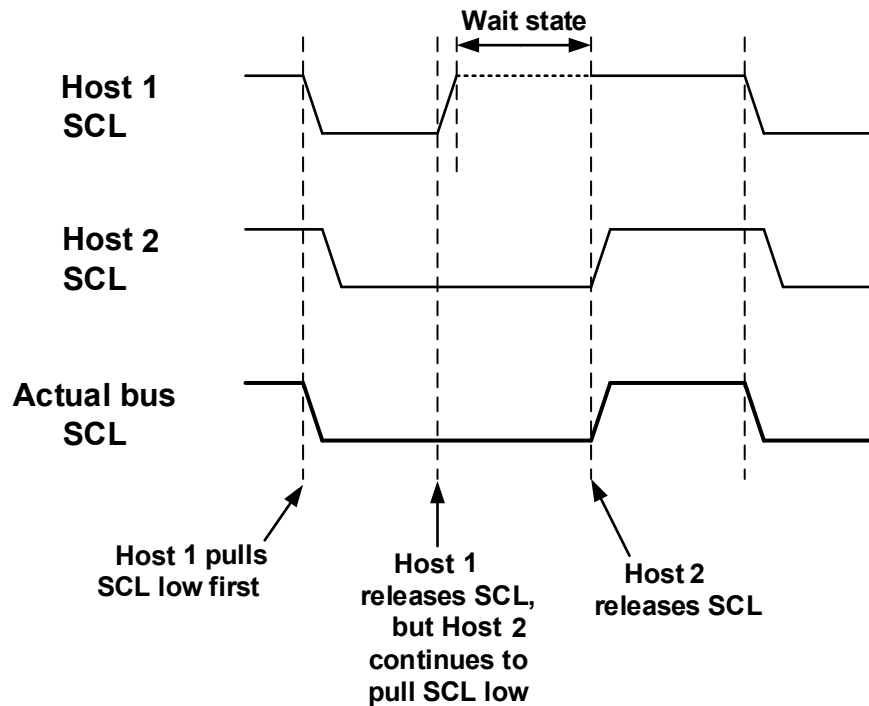 Wait state
Host 1
SCL
Host 2
SCL
Actual bus
SCL
Host 1 pulls
SCL low first
Host 1
releases SCL,
but Host 2
continues to
pull SCL low
Host 2
releases SCL